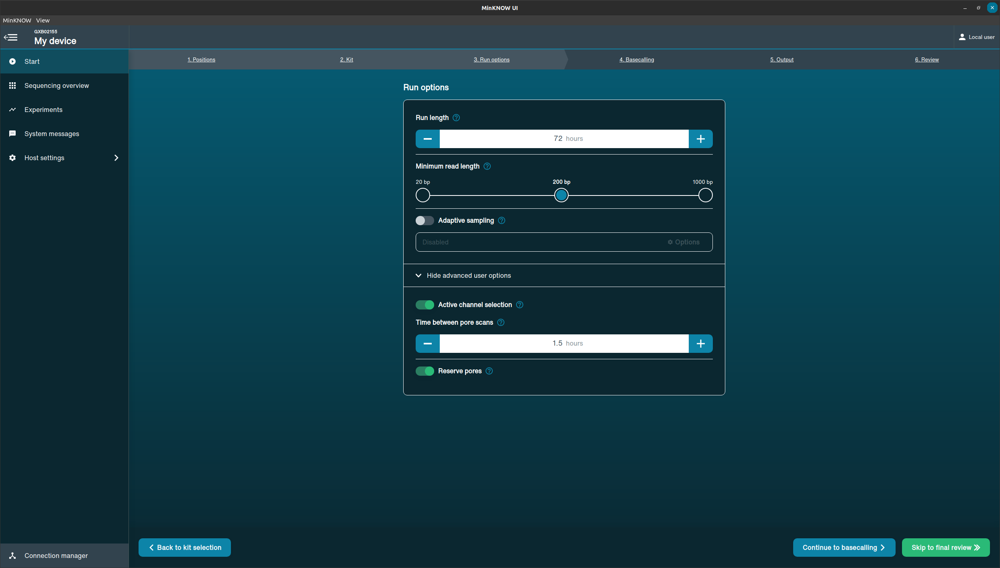 MinKNOW UI
MinKNOW View
GXB02155
My device
Local user
Start
Sequencing overview
Experiments
System messages
Host settings
Connection manager
1. Positions
2. Kit
3. Run options
4. Basecalling
5. Output
6. Review
Run options
Run length
72 hours
Minimum read length
20 bp
200 bp
1000 bp
Adaptive sampling
Disabled
Options
Hide advanced user options
Active channel selection
Time between pore scans
1.5 hours
Reserve pores
Back to kit selection
Continue to basecalling
Skip to final review